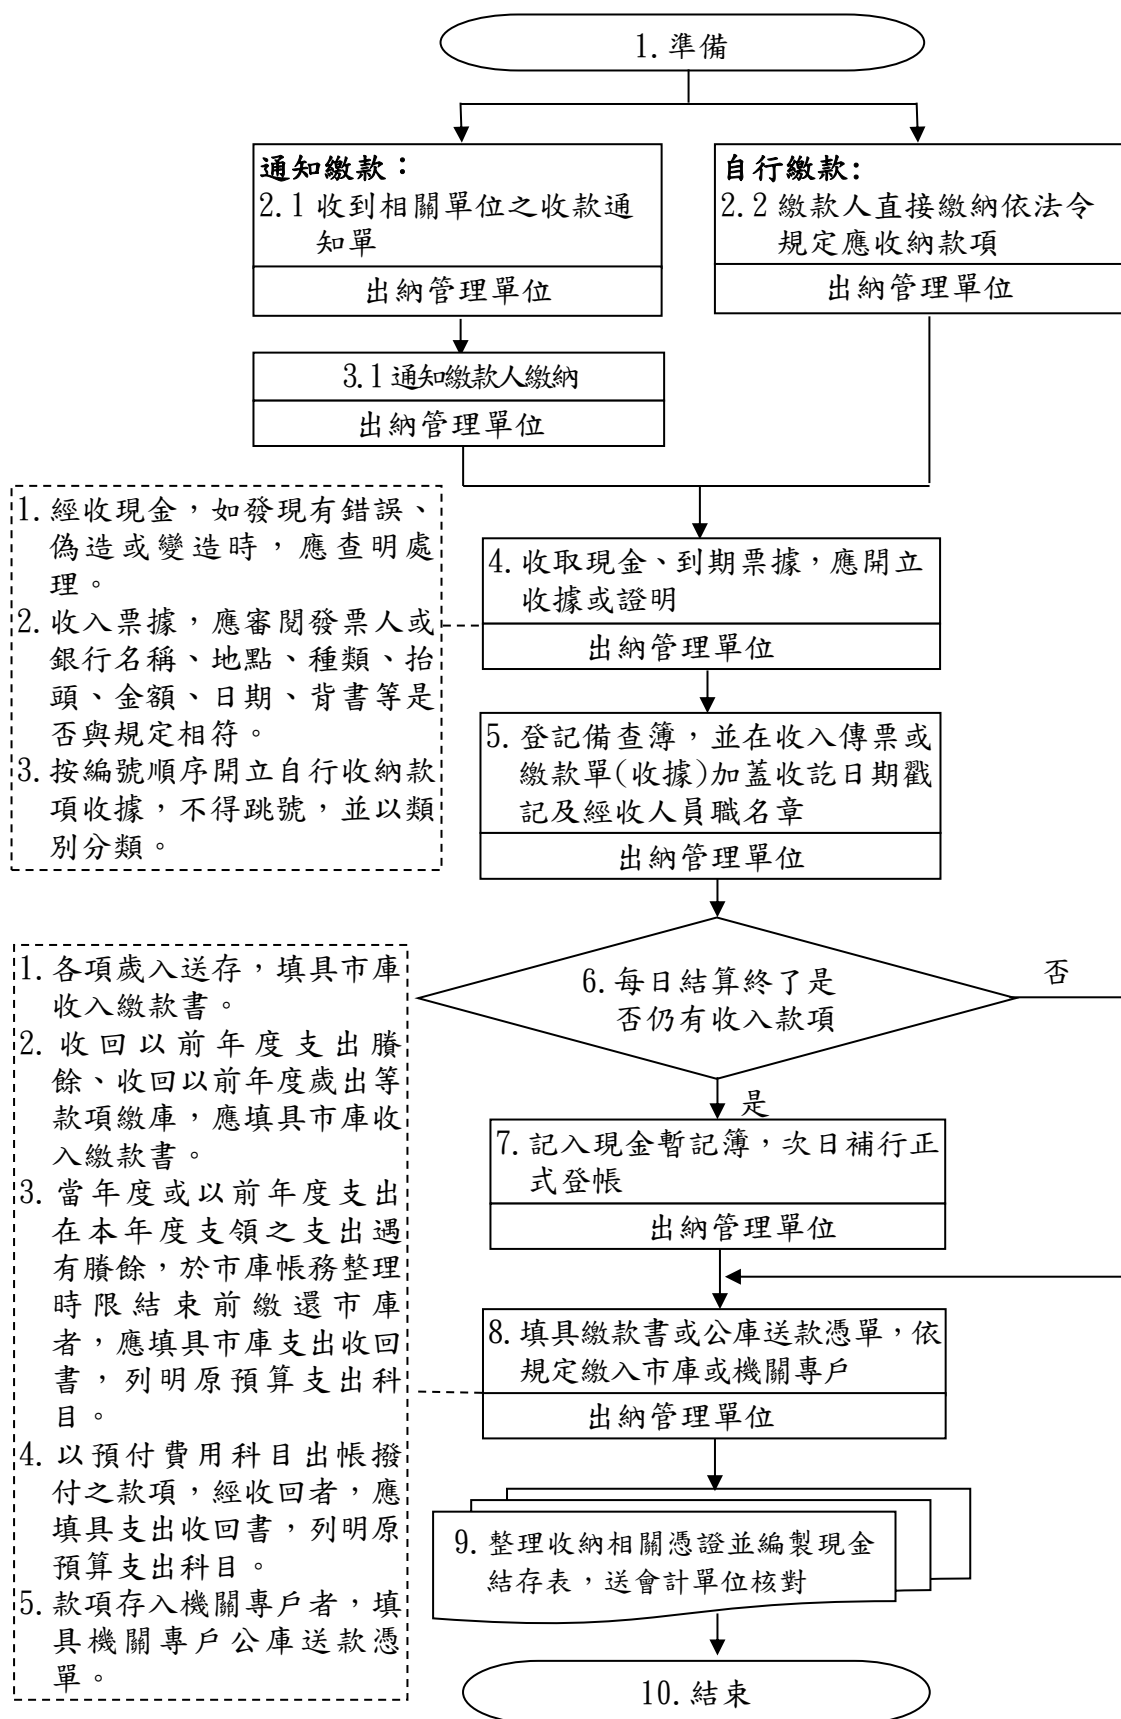 1.準備
通知繳款：
2.1 收到相關單位之收款通
知單
出納管理單位
自行繳款:
2.2 繳款人直接繳納依法令
規定應收納款項
出納管理單位
3.1 通知繳款人繳納
出納管理單位
1.經收現金，如發現有錯誤、
偽造或變造時，應查明處
理。
2.收入票據，應審閱發票人或
銀行名稱、地點、種類、抬
頭、金額、日期、背書等是
否與規定相符。
3.按編號順序開立自行收納款
項收據，不得跳號，並以類
別分類。
4.收取現金、到期票據，應開立
收據或證明
出納管理單位
5.登記備查簿，並在收入傳票或
繳款單(收據)加蓋收訖日期戳
記及經收人員職名章
出納管理單位
6.每日結算終了是
否仍有收入款項
否
是
7.記入現金暫記簿，次日補行正
式登帳
出納管理單位
1.各項歲入送存，填具市庫
收入繳款書。
2.收回以前年度支出賸
餘、收回以前年度歲出等
款項繳庫，應填具市庫收
入繳款書。
3.當年度或以前年度支出
在本年度支領之支出遇
有賸餘，於市庫帳務整理
時限結束前繳還市庫
者，應填具市庫支出收回
書，列明原預算支出科
目。
4.以預付費用科目出帳撥
付之款項，經收回者，應
填具支出收回書，列明原
預算支出科目。
5.款項存入機關專戶者，填
具機關專戶公庫送款憑
單。
8.填具繳款書或公庫送款憑單，依
規定繳入市庫或機關專戶
出納管理單位
9.整理收納相關憑證並編製現金
結存表，送會計單位核對
10.結束